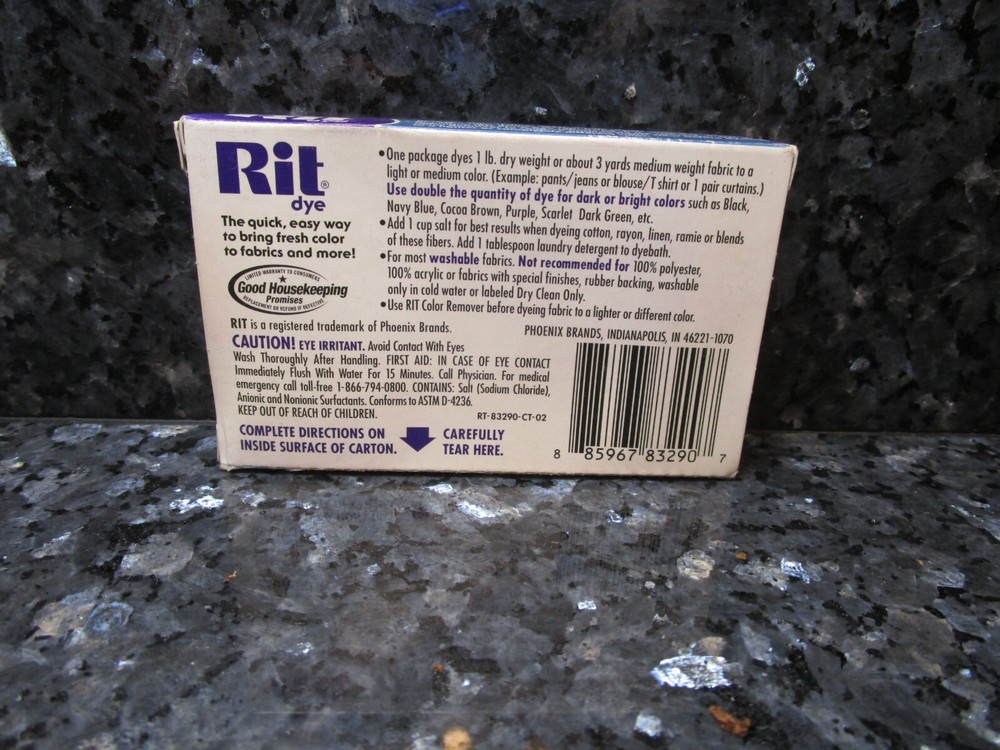 Rit®
dye
The quick, easy way
to bring fresh color
to fabrics and more!
LIMITED WARRANTY TO CONSUMERS
Good Housekeeping
Promises
REPLACEMENT OR REFUND IF DEFECTIVE
•One package dyes 1 lb. dry weight or about 3 yards medium weight fabric to a
light or medium color. (Example: pants/jeans or blouse/T shirt or 1 pair curtains.)
Use double the quantity of dye for dark or bright colors such as Black,
Navy Blue, Cocoa Brown, Purple, Scarlet Dark Green, etc.
•Add 1 cup salt for best results when dyeing cotton, rayon, linen, ramie or blends
of these fibers. Add 1 tablespoon laundry detergent to dyebath.
•For most washable fabrics. Not recommended for 100% polyester,
100% acrylic or fabrics with special finishes, rubber backing, washable
only in cold water or labeled Dry Clean Only.
•Use RIT Color Remover before dyeing fabric to a lighter or different color.
RIT is a registered trademark of Phoenix Brands.
PHOENIX BRANDS, INDIANAPOLIS, IN 46221-1070
CAUTION! EYE IRRITANT. Avoid Contact With Eyes
Wash Thoroughly After Handling. FIRST AID: IN CASE OF EYE CONTACT
Immediately Flush With Water For 15 Minutes. Call Physician. For medical
emergency call toll-free 1-866-794-0800. CONTAINS: Salt (Sodium Chloride),
Anionic and Nonionic Surfactants. Conforms to ASTM D-4236.
KEEP OUT OF REACH OF CHILDREN.
RT-83290-CT-02
COMPLETE DIRECTIONS ON
INSIDE SURFACE OF CARTON.
CAREFULLY
TEAR HERE.
8 85967 83290 7